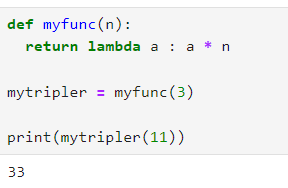 def myfunc(n):
  return lambda a : a * n
mytripler = myfunc(3)
print(mytripler(11))
33